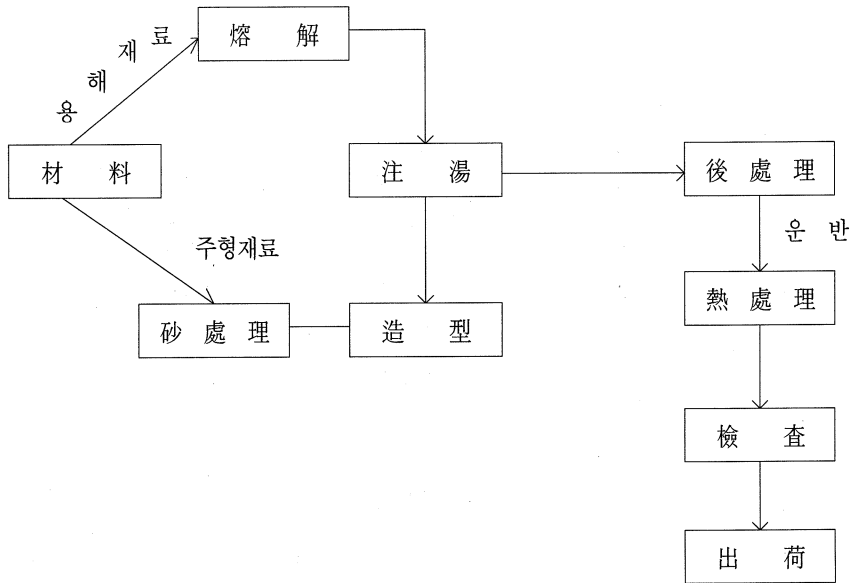 용해재료
熔 解
材 料
注 湯
後 處 理
운 반
주형재료
熱 處 理
砂 處 理
造 型
檢 査
出 荷